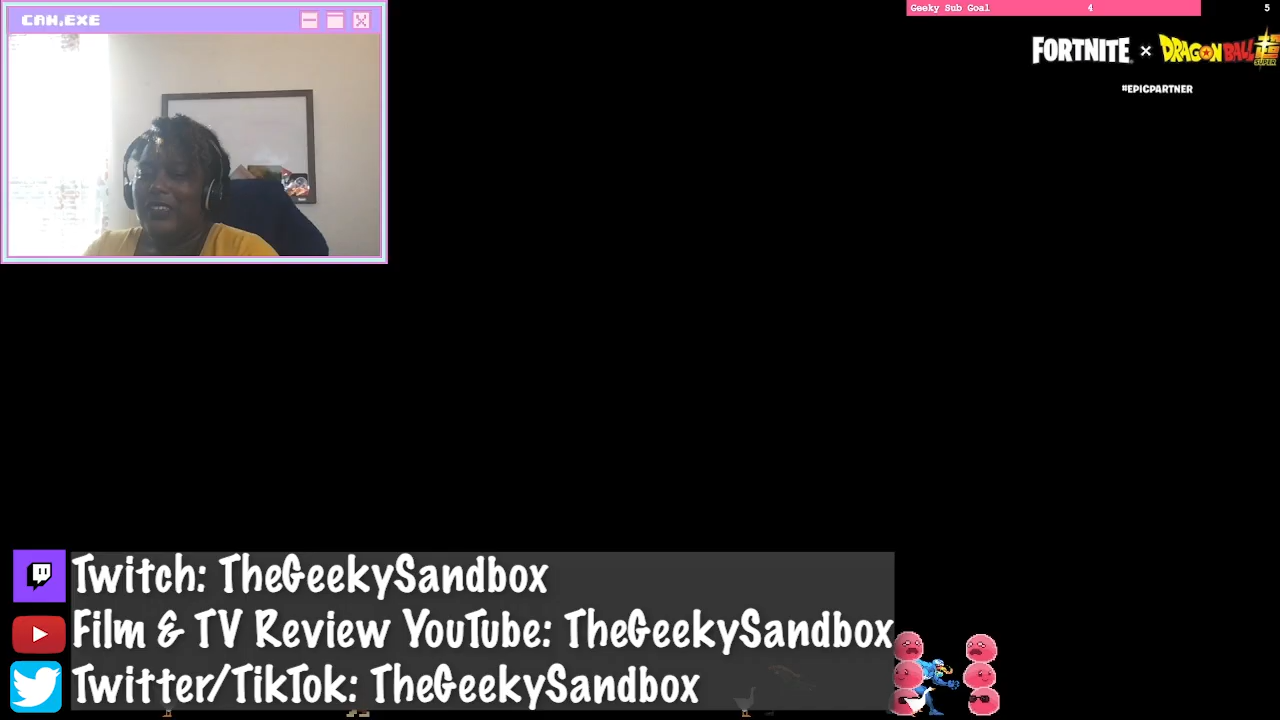 CAM.EXE
Geeky Sub Goal 4 5
FORTNITE × DRAGON BALL 超 SUPER
#EPICPARTNER
Twitch: TheGeekySandbox
Film & TV Review YouTube: TheGeekySandbox
Twitter/TikTok: TheGeekySandbox